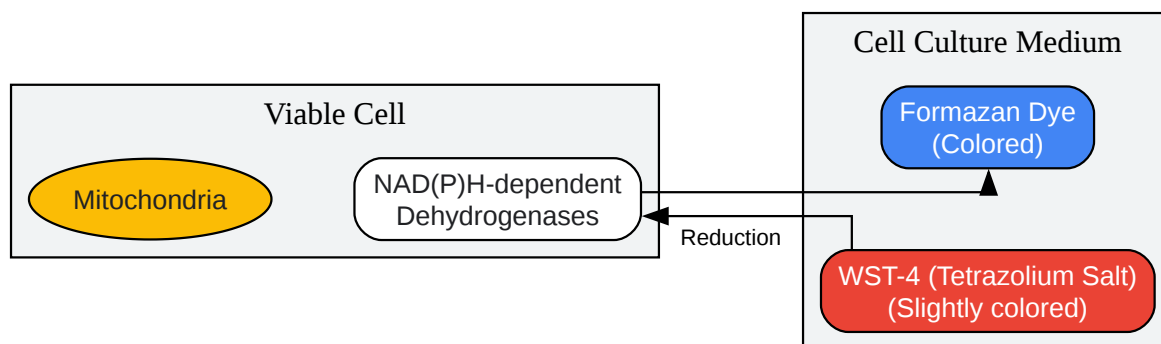 Viable Cell
Mitochondria
NAD(P)H-dependent
Dehydrogenases
Reduction
Cell Culture Medium
Formazan Dye
(Colored)
WST-4 (Tetrazolium Salt)
(Slightly colored)